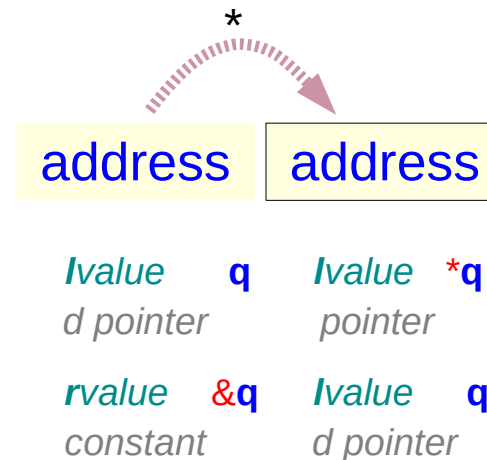 *
address address
lvalue q lvalue *q
d pointer pointer
rvalue &q lvalue q
constant d pointer